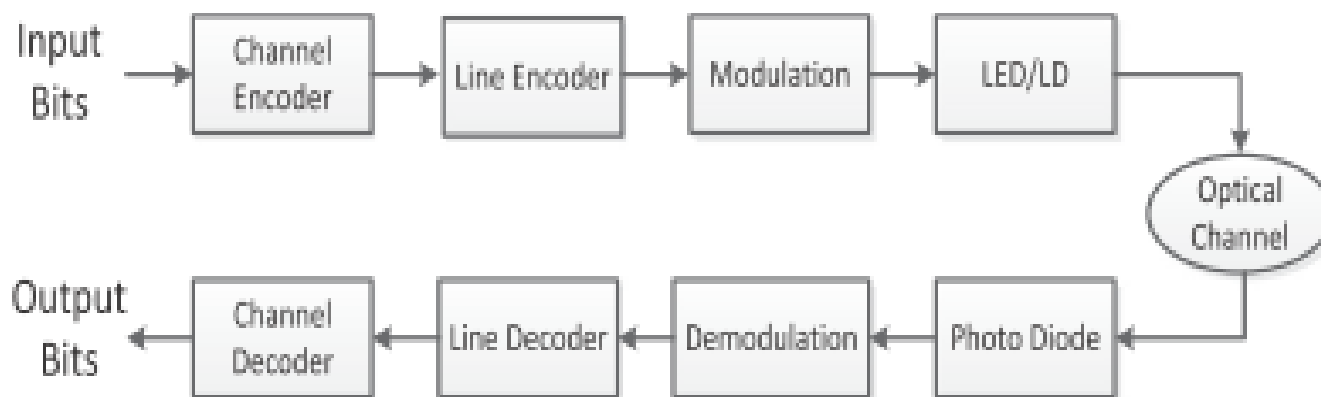 Input
Bits
Channel
Encoder
Line Encoder
Modulation
LED/LD
Optical
Channel
Output
Bits
Channel
Decoder
Line Decoder
Demodulation
Photo Diode